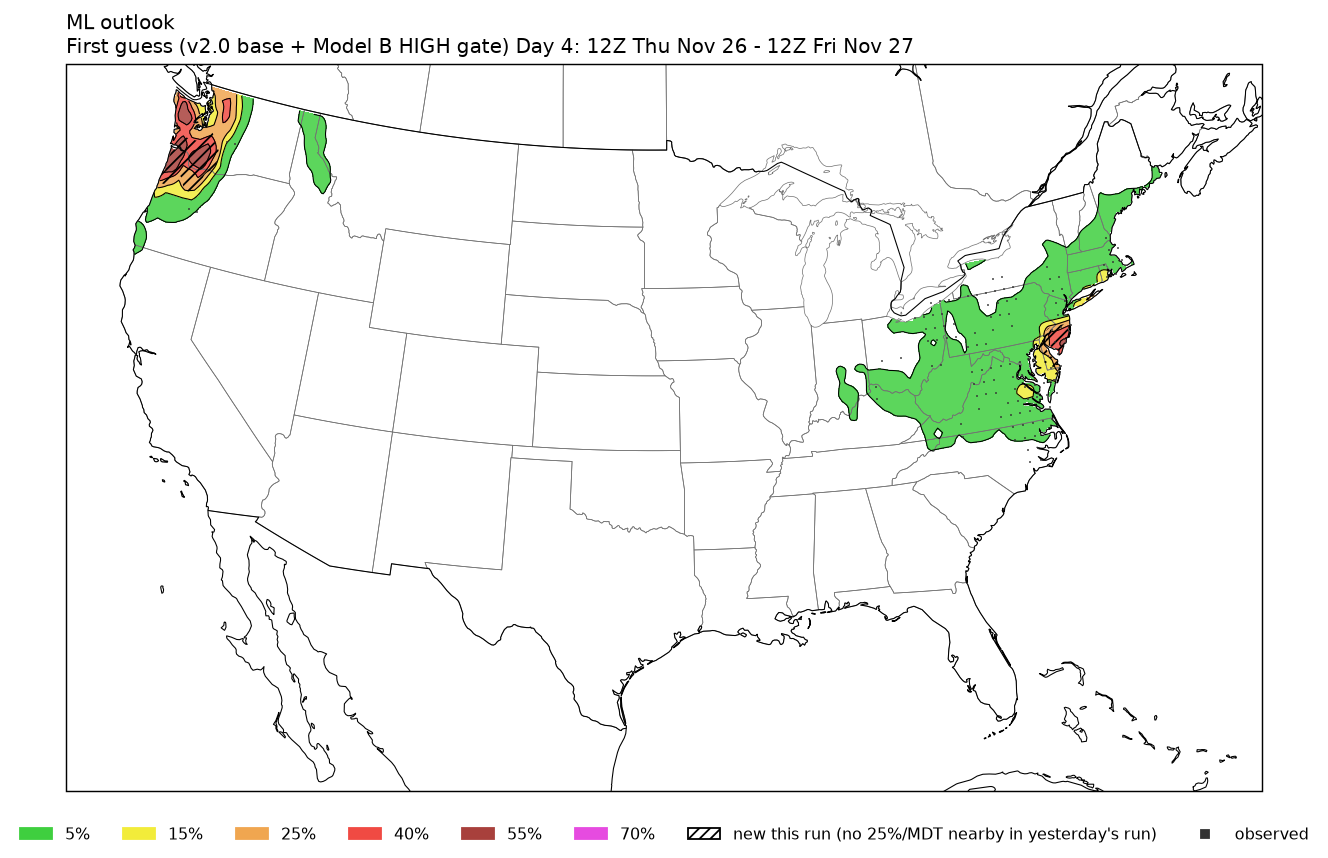 ML outlook
First guess (v2.0 base + Model B HIGH gate) Day 4: 12Z Thu Nov 26 - 12Z Fri Nov 27
5% 15% 25% 40% 55% 70% new this run (no 25%/MDT nearby in yesterday's run) observed